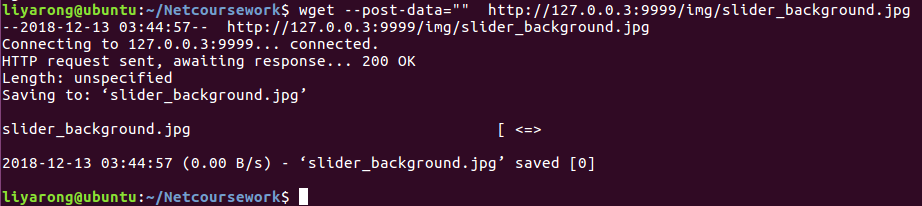 liyarong@ubuntu:~/Netcoursework$ wget --post-data="" http://127.0.0.3:9999/img/slider_background.jpg
--2018-12-13 03:44:57-- http://127.0.0.3:9999/img/slider_background.jpg
Connecting to 127.0.0.3:9999... connected.
HTTP request sent, awaiting response... 200 OK
Length: unspecified
Saving to: ‘slider_background.jpg’
slider_background.jpg [ <=>
2018-12-13 03:44:57 (0.00 B/s) - ‘slider_background.jpg’ saved [0]
liyarong@ubuntu:~/Netcoursework$